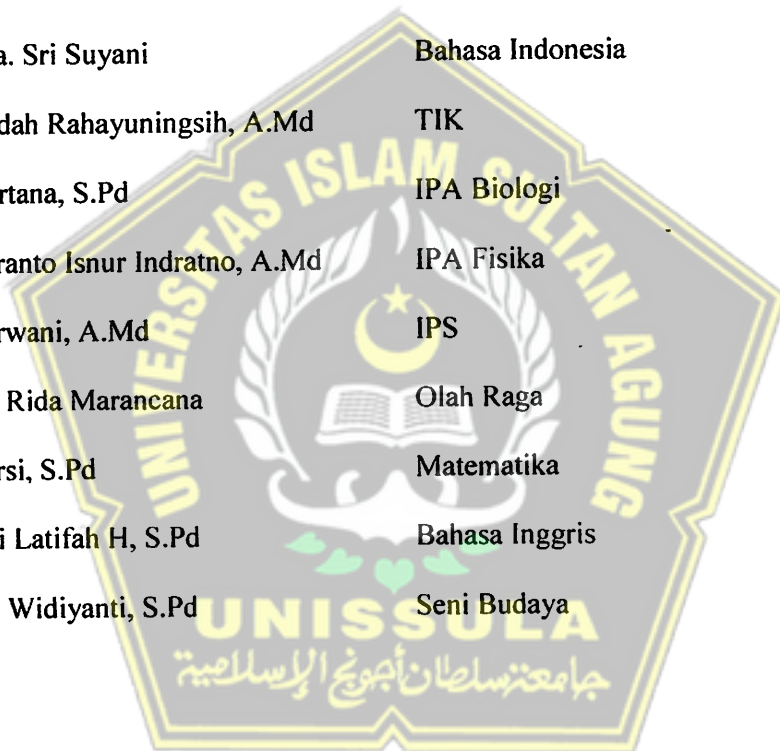 a. Sri Suyani Bahasa Indonesia
dah Rahayuningsih, A.Md TIK
rtana, S.Pd IPA Biologi
ranto Isnur Indratno, A.Md IPA Fisika
rwani, A.Md IPS
Rida Marancana Olah Raga
rsi, S.Pd Matematika
i Latifah H, S.Pd Bahasa Inggris
Widiyanti, S.Pd Seni Budaya
UNIVERSITAS ISLAM SULTAN AGUNG
UNISSULA
جامعترسلطان أجونج الإسلامية